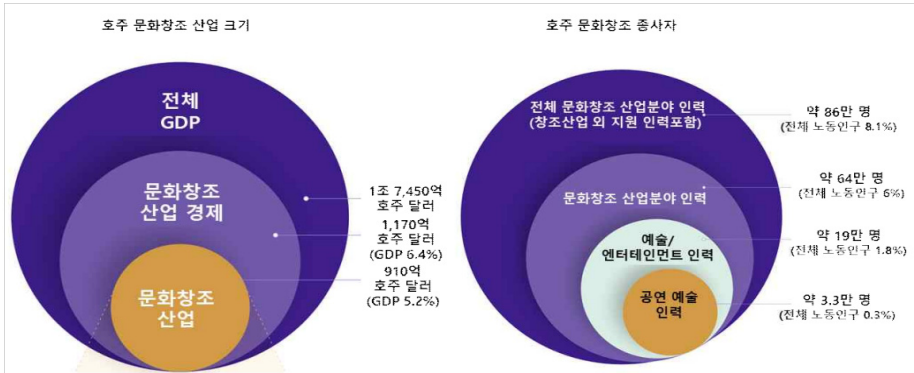 호주 문화창조 산업 크기
전체
GDP
문화창조
산업 경제
문화창조
산업
1조 7,450억
호주 달러
1,170억
호주 달러
(GDP 6.4%)
910억
호주 달러
(GDP 5.2%)
호주 문화창조 종사자
전체 문화창조 산업분야 인력
(창조산업 외 지원 인력포함)
문화창조 산업분야 인력
예술/
엔터테인먼트 인력
공연 예술
인력
약 86만 명
(전체 노동인구 8.1%)
약 64만 명
(전체 노동인구 6%)
약 19만 명
(전체 노동인구 1.8%)
약 3.3만 명
(전체 노동인구 0.3%)